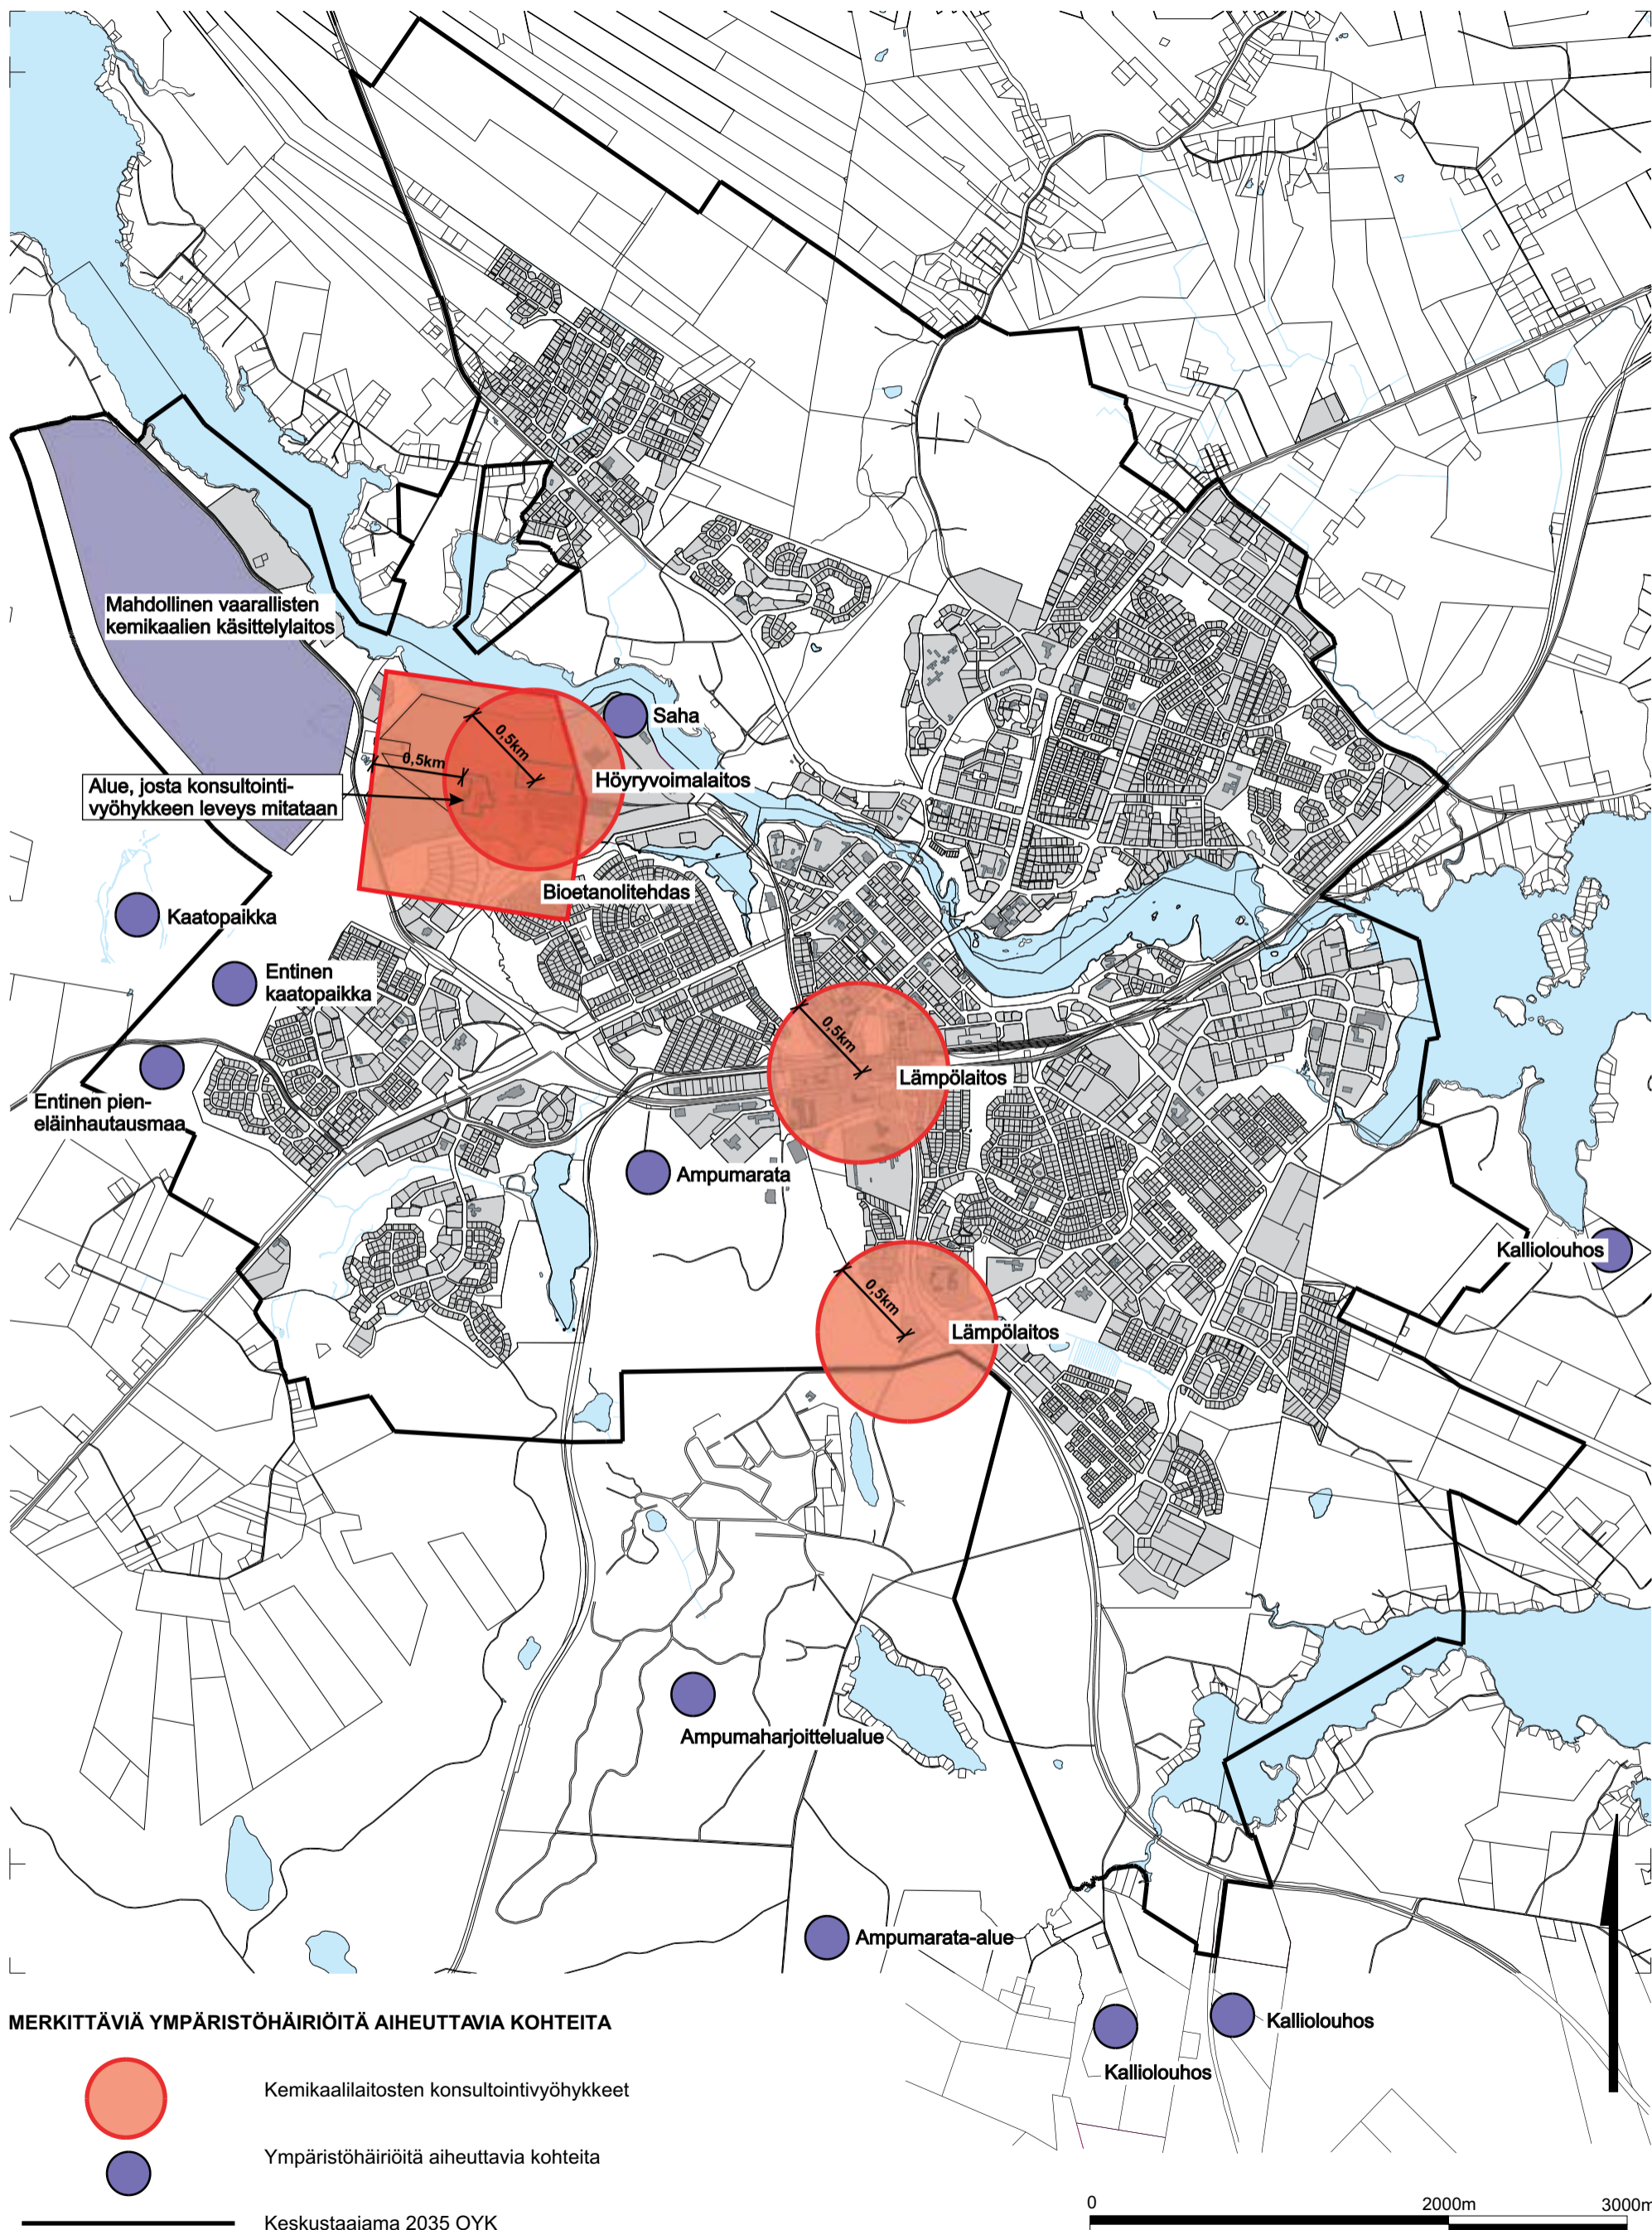 Mahdollinen vaarallisten
kemikaalien käsittelylaitos
Saha
0,5km
0,5km
Höyryvoimalaitos
Alue, josta konsultointi-
vyöhykkeen leveys mitataan
Bioetanolitehdas
Kaatopaikka
Entinen
kaatopaikka
0,5km
Lämpölaitos
Entinen pien-
eläinhautausmaa
Ampumarata
Kalliolouhos
0,5km
Lämpölaitos
Ampumaharjoittelualue
Ampumarata-alue
Kalliolouhos
Kalliolouhos
MERKITTÄVIÄ YMPÄRISTÖHÄIRIÖITÄ AIHEUTTAVIA KOHTEITA
Kemikaalilaitosten konsultointivyöhykkeet
Ympäristöhäiriöitä aiheuttavia kohteita
Keskustaajama 2035 OYK
0 2000m 3000m